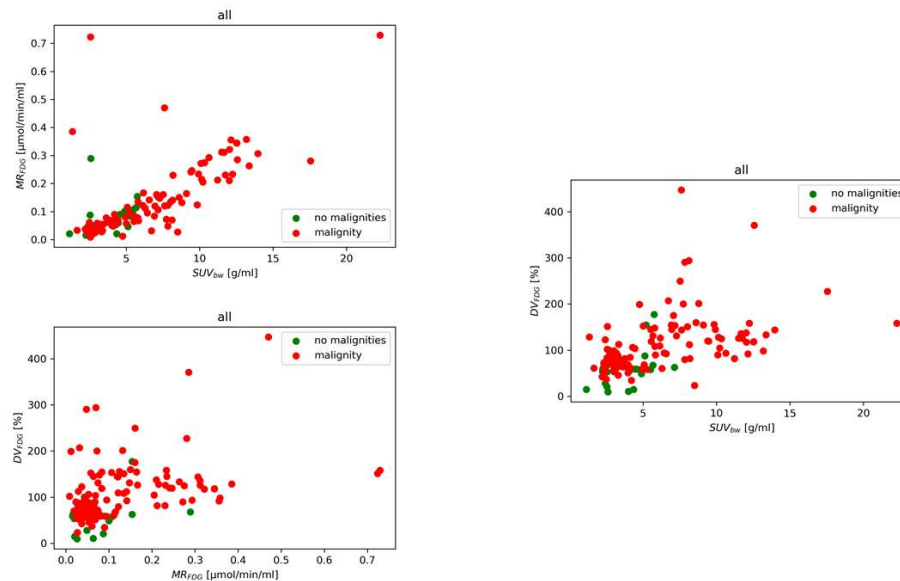 all
MR_FDG [µmol/min/ml]
0.7
0.6
0.5
0.4
0.3
0.2
0.1
0.0
no malignities
malignity
5 10 15 20
SUV_bw [g/ml]
all
DV_FDG [%]
400
300
200
100
0
no malignities
malignity
0.0 0.1 0.2 0.3 0.4 0.5 0.6 0.7
MR_FDG [µmol/min/ml]
all
DV_FDG [%]
400
300
200
100
0
no malignities
malignity
5 10 15 20
SUV_bw [g/ml]